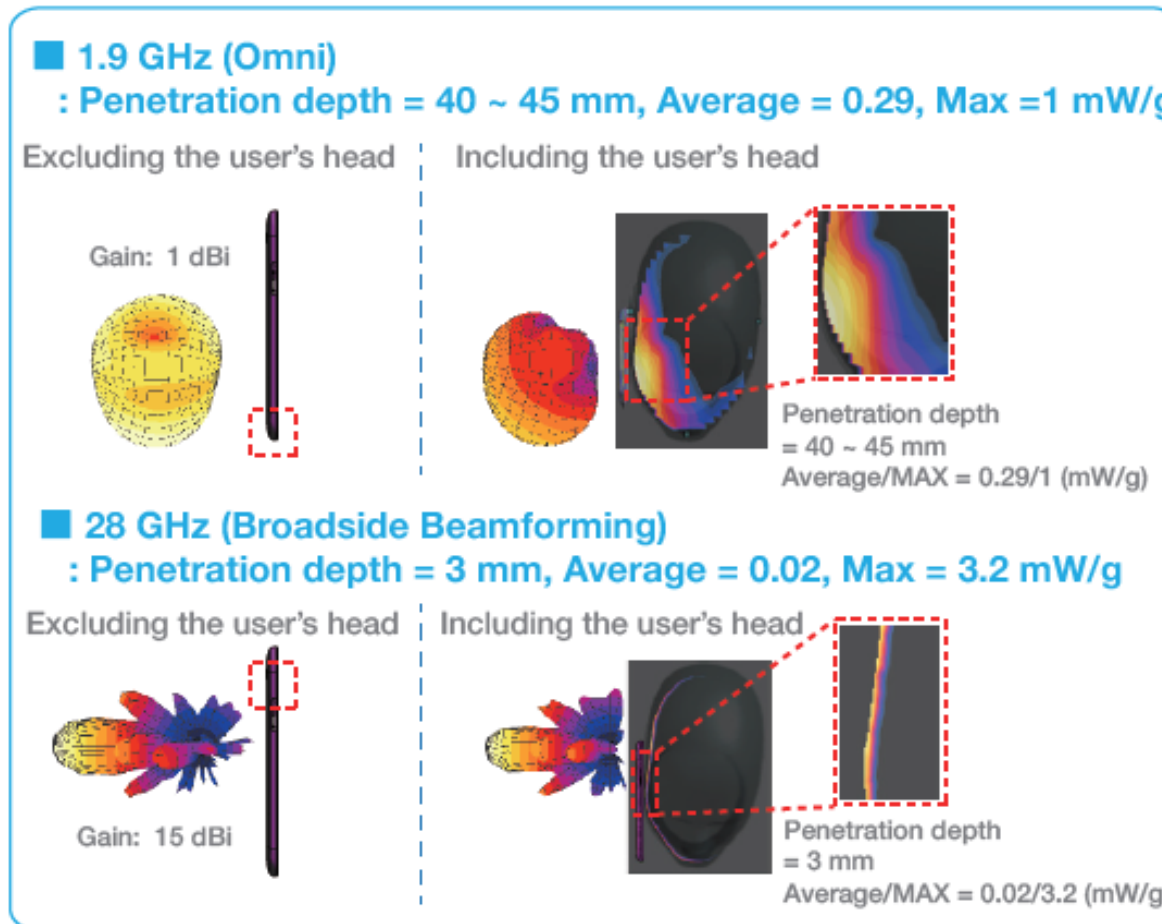 ■ 1.9 GHz (Omni)
: Penetration depth = 40 ~ 45 mm, Average = 0.29, Max =1 mW/g
Excluding the user's head
Including the user's head
Gain: 1 dBi
Penetration depth
= 40 ~ 45 mm
Average/MAX = 0.29/1 (mW/g)
■ 28 GHz (Broadside Beamforming)
: Penetration depth = 3 mm, Average = 0.02, Max = 3.2 mW/g
Excluding the user's head
Including the user's head
Gain: 15 dBi
Penetration depth
= 3 mm
Average/MAX = 0.02/3.2 (mW/g